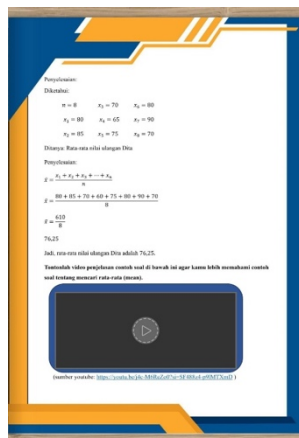 Penyelesaian:
Diketahui:
n = 8 x₃ = 70 x₆ = 80
x₁ = 80 x₄ = 65 x₇ = 90
x₂ = 85 x₅ = 75 x₈ = 70
Ditanya: Rata-rata nilai ulangan Dita
Penyelesaian:
x̄ = x₁ + x₂ + x₃ + ⋯ + xₙ / n
x̄ = 80 + 85 + 70 + 60 + 75 + 80 + 90 + 70 / 8
x̄ = 610 / 8
76,25
Jadi, rata-rata nilai ulangan Dita adalah 76,25.
Tontonlah video penjelasan contoh soal di bawah ini agar kamu lebih memahami contoh
soal tentang mencari rata-rata (mean).
(sumber youtube: